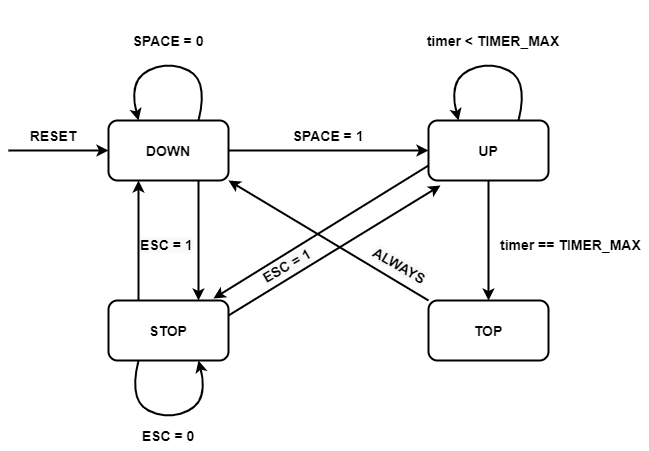 SPACE = 0
timer < TIMER_MAX
RESET
DOWN
SPACE = 1
UP
ESC = 1
ESC = 1
ALWAYS
timer == TIMER_MAX
STOP
TOP
ESC = 0